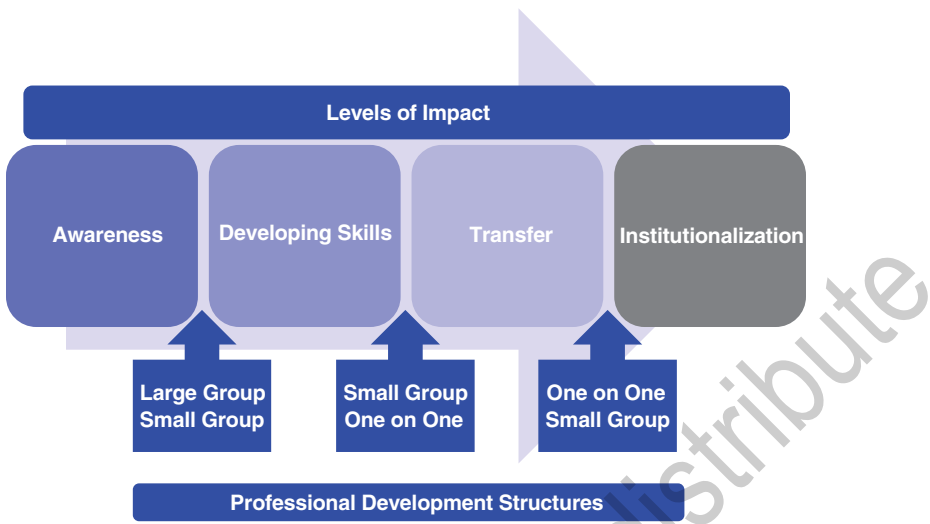 Levels of Impact
Awareness
Developing Skills
Transfer
Institutionalization
Large Group
Small Group
Small Group
One on One
One on One
Small Group
Professional Development Structures